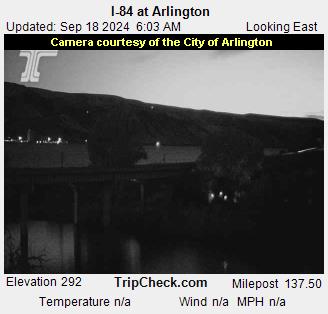 I-84 at Arlington
Updated: Sep 18 2024 6:03 AM Looking East
Camera courtesy of the City of Arlington
Elevation 292 TripCheck.com Milepost 137.50
Temperature n/a Wind n/a MPH n/a